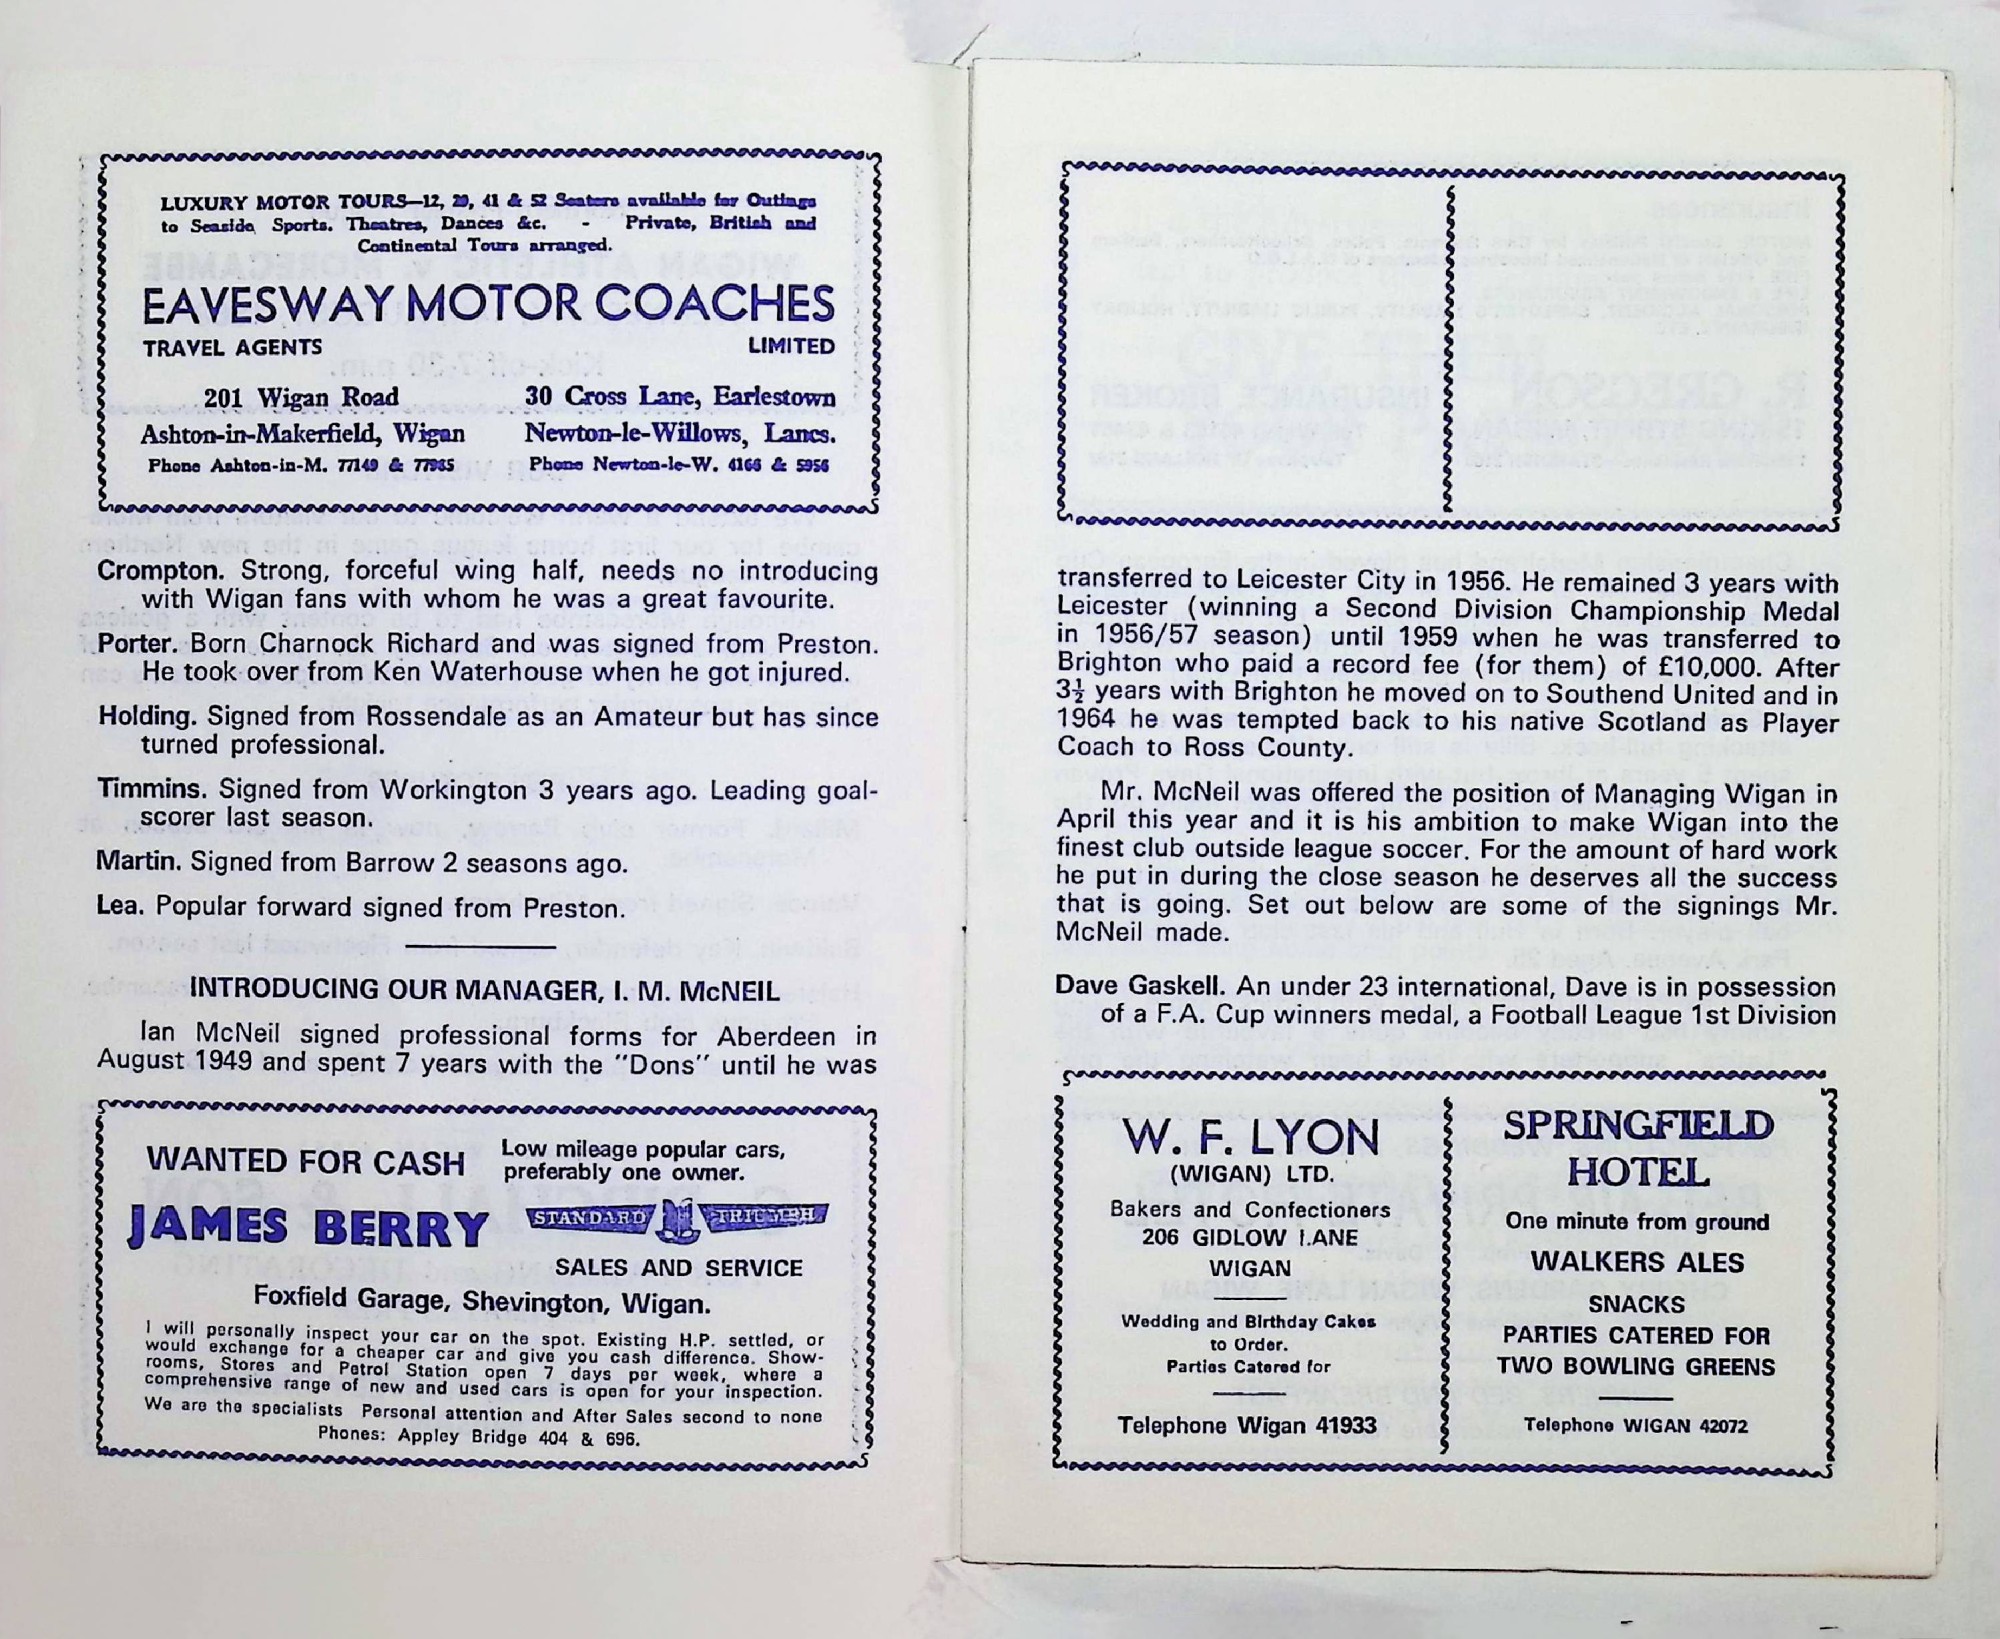 LUXURY MOTOR TOURS—12, 29, 41 & 52 Seaters available for Outings
to Seaside, Sports. Theatres, Dances &c. - Private, British and
Continental Tours arranged.
EAVESWAY MOTOR COACHES
TRAVEL AGENTS LIMITED
201 Wigan Road 30 Cross Lane, Earlestown
Ashton-in-Makerfield, Wigan Newton-le-Willows, Lancs.
Phone Ashton-in-M. 77149 & 77985 Phone Newton-le-W. 4166 & 5956
Crompton. Strong, forceful wing half, needs no introducing
with Wigan fans with whom he was a great favourite.
Porter. Born Charnock Richard and was signed from Preston.
He took over from Ken Waterhouse when he got injured.
Holding. Signed from Rossendale as an Amateur but has since
turned professional.
Timmins. Signed from Workington 3 years ago. Leading goal-
scorer last season.
Martin. Signed from Barrow 2 seasons ago.
Lea. Popular forward signed from Preston.
INTRODUCING OUR MANAGER, I. M. McNEIL
Ian McNeil signed professional forms for Aberdeen in
August 1949 and spent 7 years with the "Dons" until he was
WANTED FOR CASH Low mileage popular cars,
preferably one owner.
JAMES BERRY STANDARD TRIUMPH
SALES AND SERVICE
Foxfield Garage, Shevington, Wigan.
I will personally inspect your car on the spot. Existing H.P. settled, or
would exchange for a cheaper car and give you cash difference. Show-
rooms, Stores and Petrol Station open 7 days per week, where a
comprehensive range of new and used cars is open for your inspection.
We are the specialists Personal attention and After Sales second to none
Phones: Appley Bridge 404 & 696.
transferred to Leicester City in 1956. He remained 3 years with
Leicester (winning a Second Division Championship Medal
in 1956/57 season) until 1959 when he was transferred to
Brighton who paid a record fee (for them) of £10,000. After
3½ years with Brighton he moved on to Southend United and in
1964 he was tempted back to his native Scotland as Player
Coach to Ross County.
Mr. McNeil was offered the position of Managing Wigan in
April this year and it is his ambition to make Wigan into the
finest club outside league soccer. For the amount of hard work
he put in during the close season he deserves all the success
that is going. Set out below are some of the signings Mr.
McNeil made.
Dave Gaskell. An under 23 international, Dave is in possession
of a F.A. Cup winners medal, a Football League 1st Division
W. F. LYON
(WIGAN) LTD.
Bakers and Confectioners
206 GIDLOW LANE
WIGAN
Wedding and Birthday Cakes
to Order.
Parties Catered for
Telephone Wigan 41933
SPRINGFIELD
HOTEL
One minute from ground
WALKERS ALES
SNACKS
PARTIES CATERED FOR
TWO BOWLING GREENS
Telephone WIGAN 42072